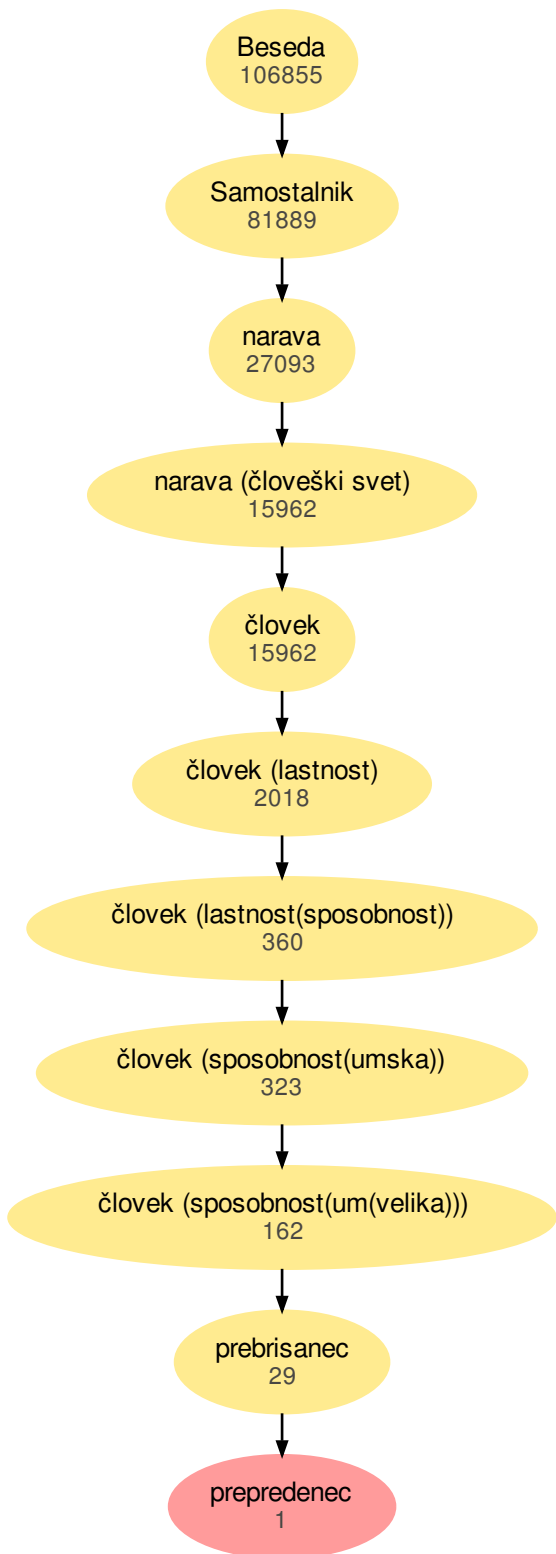 Beseda
106855
Samostalnik
81889
narava
27093
narava (človeški svet)
15962
človek
15962
človek (lastnost)
2018
človek (lastnost(sposobnost))
360
človek (sposobnost(umska))
323
človek (sposobnost(um(velika)))
162
prebrisanec
29
prepredenec
1